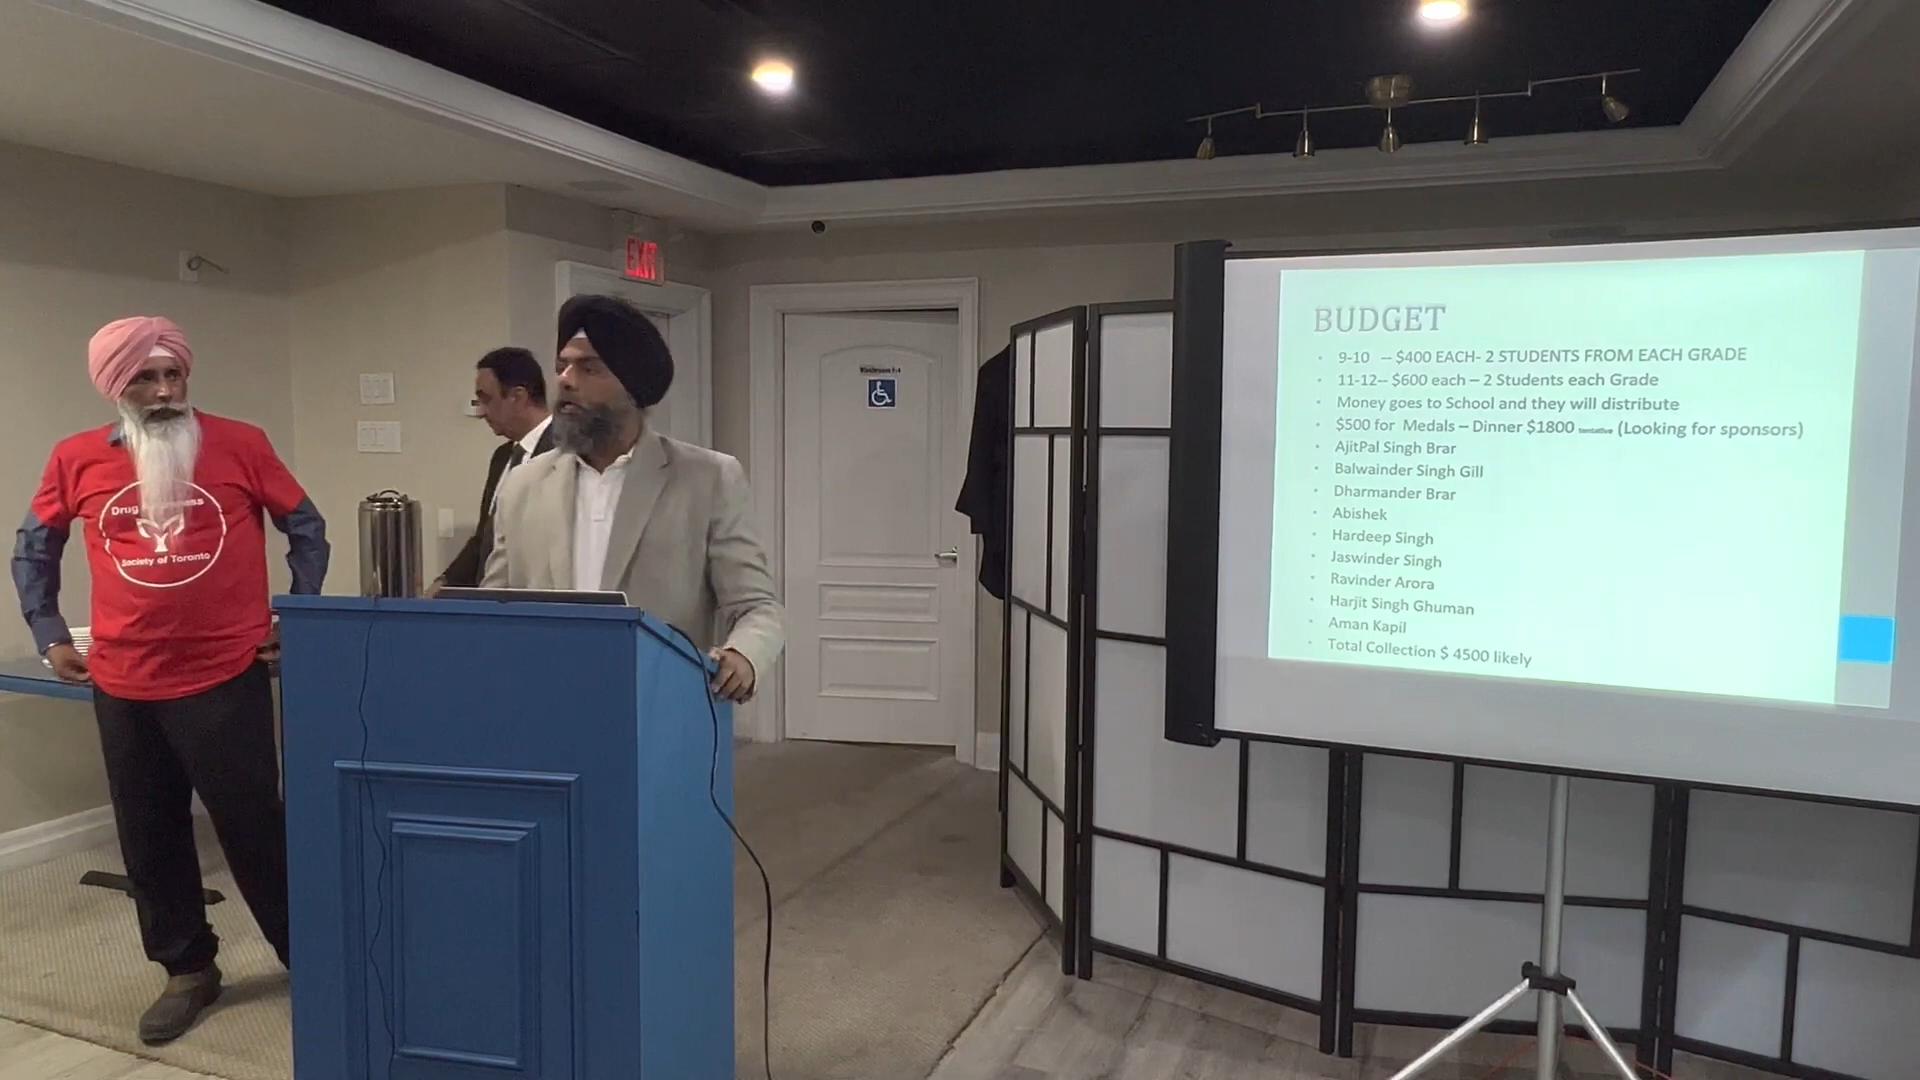 EXIT
Drug
Society of Toronto
BUDGET
9-10 -- $400 EACH- 2 STUDENTS FROM EACH GRADE
11-12-- $600 each – 2 Students each Grade
Money goes to School and they will distribute
$500 for Medals – Dinner $1800 tentative (Looking for sponsors)
AjitPal Singh Brar
Balwainder Singh Gill
Dharmander Brar
Abishek
Hardeep Singh
Jaswinder Singh
Ravinder Arora
Harjit Singh Ghuman
Aman Kapil
Total Collection $ 4500 likely